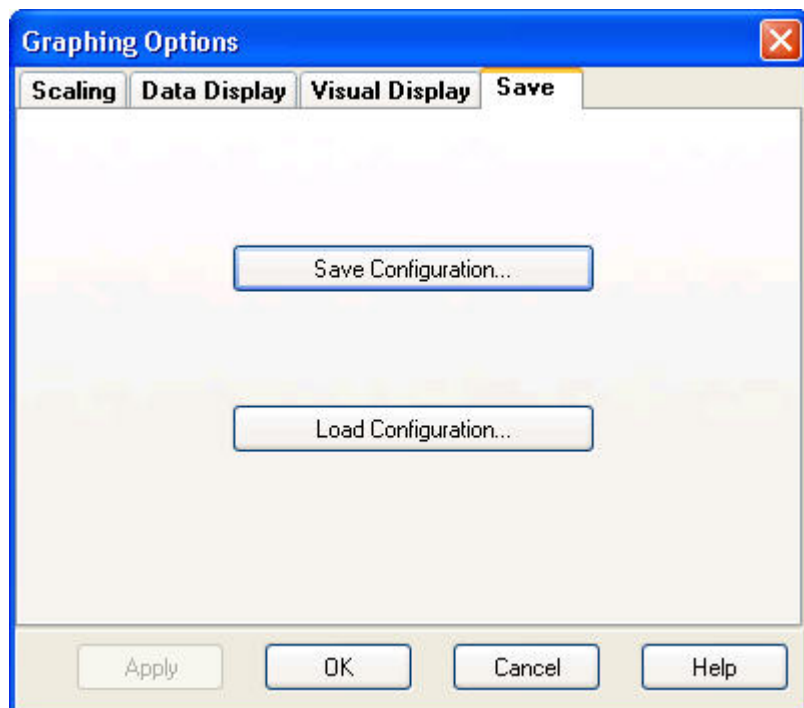 Graphing Options
Scaling Data Display Visual Display Save
Save Configuration...
Load Configuration...
Apply OK Cancel Help